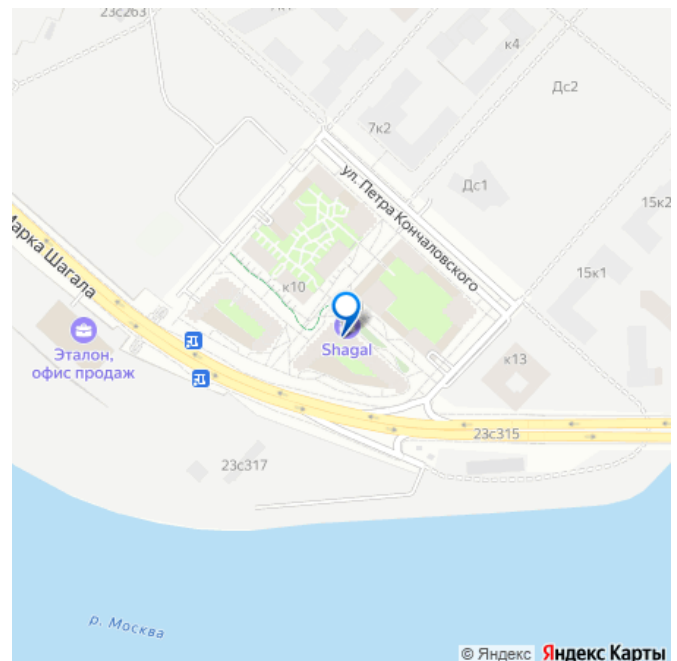 23с263
7к1
к4
Дс2
7к2
ул. Петра Кончаловского
Дс1
15к2
Марка Шагала
к10
15к1
Эталон,
офис продаж
Shagal
к13
23с315
23с317
р. Москва
© Яндекс Яндекс Карты